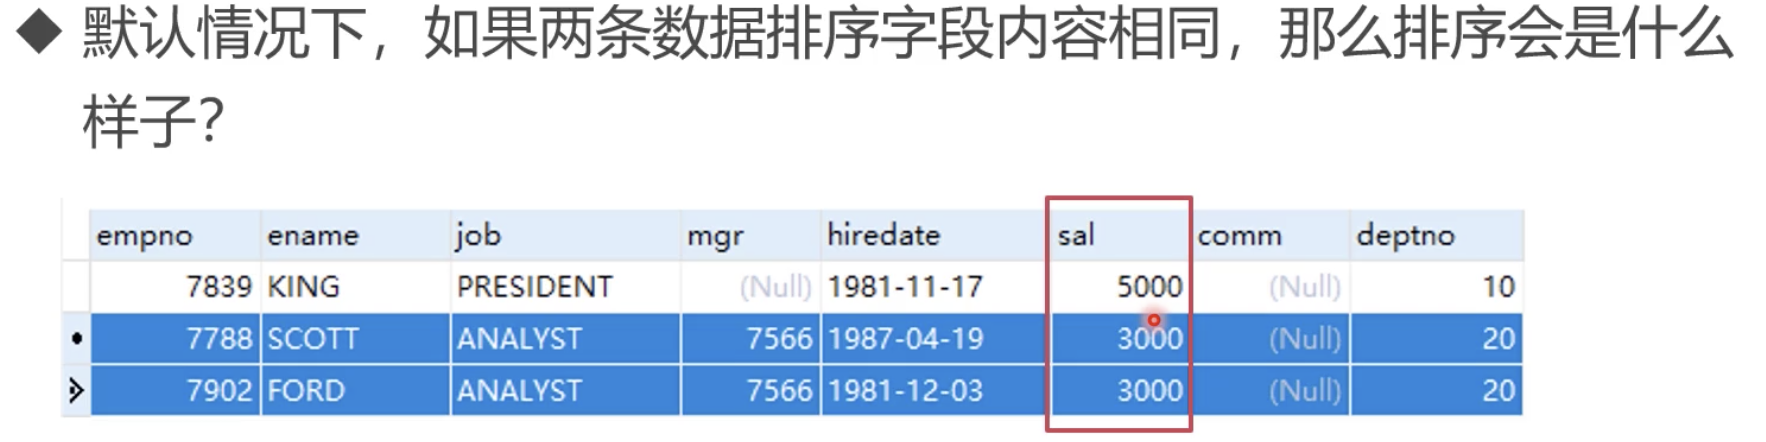 默认情况下，如果两条数据排序字段内容相同，那么排序会是什么
样子？
empno ename job mgr hiredate sal comm deptno
7839 KING PRESIDENT (Null) 1981-11-17 5000 (Null) 10
7788 SCOTT ANALYST 7566 1987-04-19 3000 (Null) 20
7902 FORD ANALYST 7566 1981-12-03 3000 (Null) 20